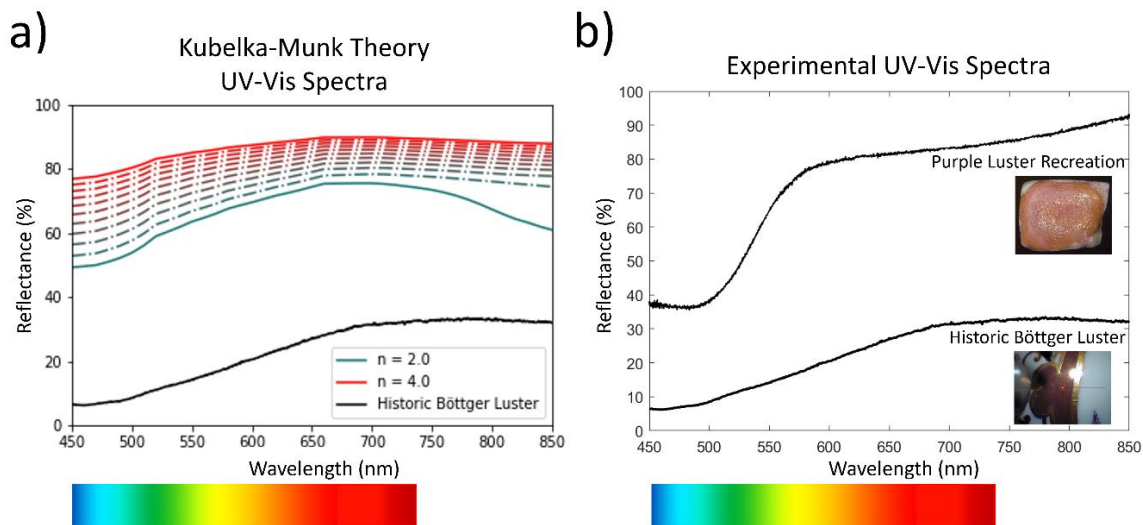 a)
Kubelka-Munk Theory
UV-Vis Spectra
100
80
60
40
20
0
Reflectance (%)
n = 2.0
n = 4.0
Historic Böttger Luster
450 500 550 600 650 700 750 800 850
Wavelength (nm)
b)
Experimental UV-Vis Spectra
100
90
80
70
60
50
40
30
20
10
0
Reflectance (%)
Purple Luster Recreation
Historic Böttger Luster
450 500 550 600 650 700 750 800 850
Wavelength (nm)